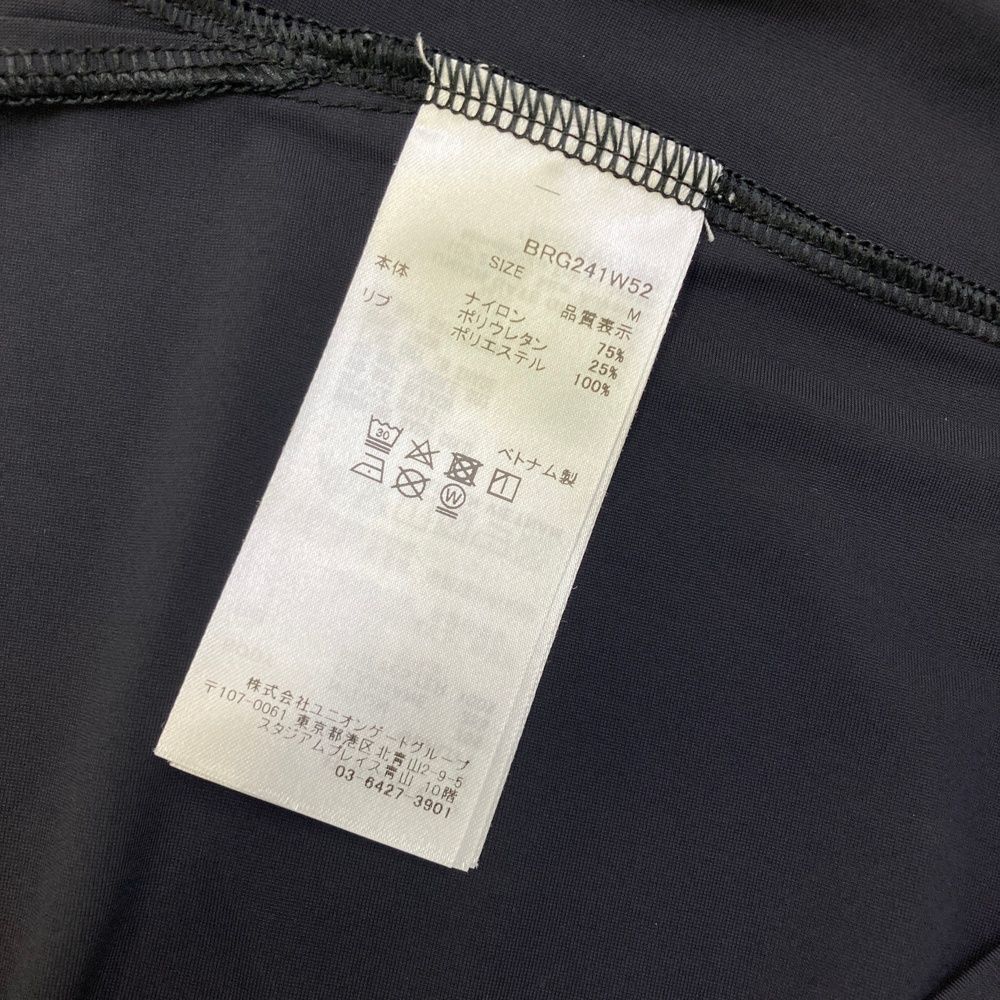 BRG241W52
SIZE M
品質表示
本体 ナイロン 75%
ポリウレタン 25%
リブ ポリエステル 100%
30
W
ベトナム製
株式会社ユニオンゲートグループ
〒107-0061 東京都港区北青山2-9-5
スタジアムプレイス青山 10階
03-6427-3901